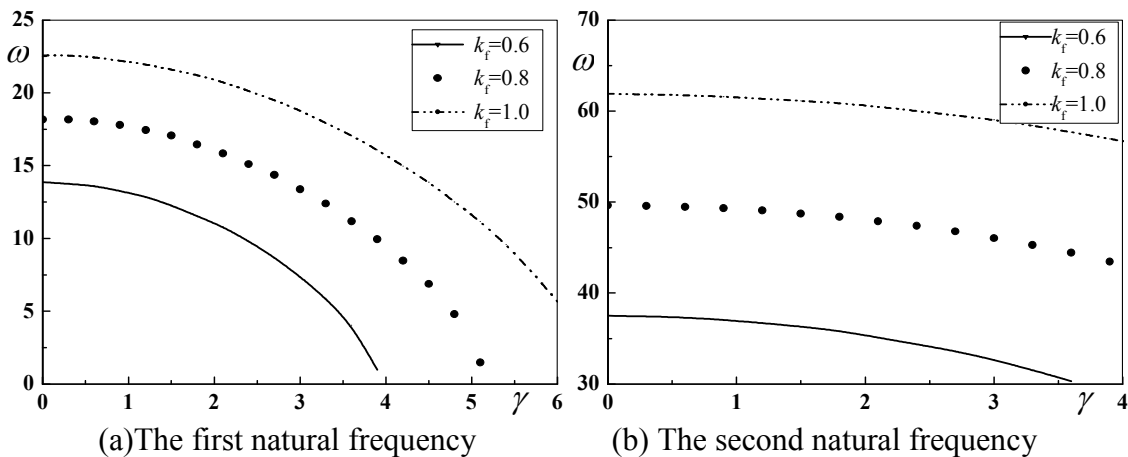 25
20
15
10
5
0
ω
k_f=0.6
k_f=0.8
k_f=1.0
0 1 2 3 4 5 γ 6
70
60
50
40
30
ω
k_f=0.6
k_f=0.8
k_f=1.0
0 1 2 3 γ 4
(a)The first natural frequency
(b) The second natural frequency